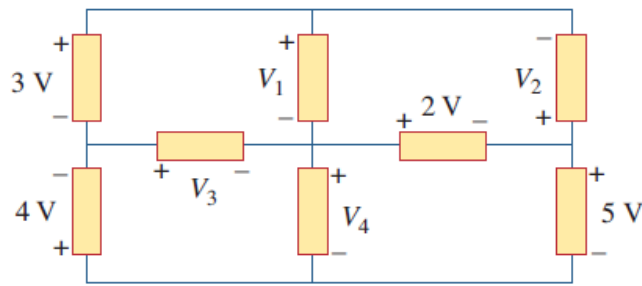 + + –
3 V V₁ V₂
– – +
+ 2 V –
+ V₃ –
– + +
4 V V₄ 5 V
+ – –